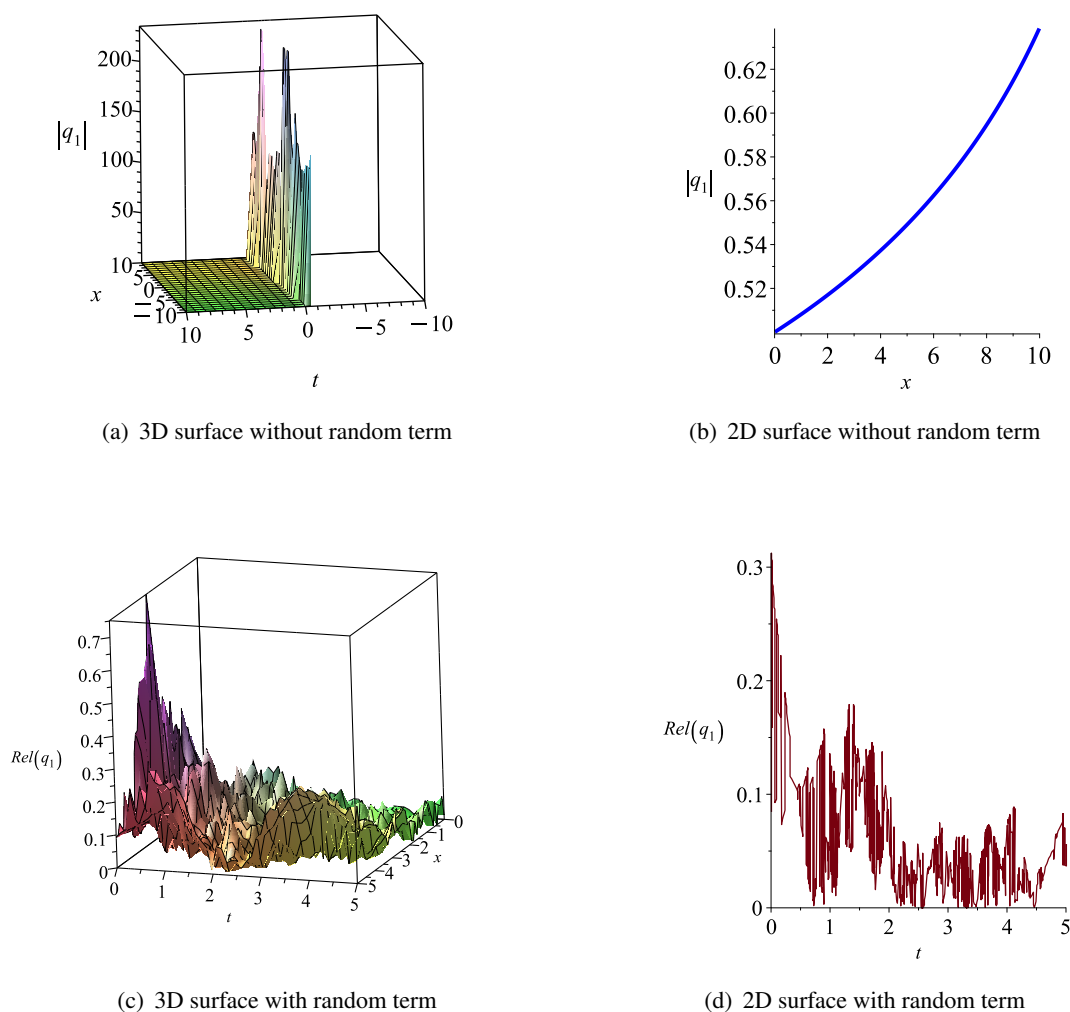 200
150
|q₁|
100
50
10
5
0
x
−5
−10
10
5
0
−5
−10
t
(a) 3D surface without random term
0.62
0.60
0.58
|q₁|
0.56
0.54
0.52
0 2 4 6 8 10
x
(b) 2D surface without random term
0.7
0.6
0.5
0.4
Rel(q₁)
0.3
0.2
0.1
0
0 1 2 3 4 5
t
−5
−4
−3
−2
−1
0
x
(c) 3D surface with random term
0.3
0.2
Rel(q₁)
0.1
0
0 1 2 3 4 5
t
(d) 2D surface with random term